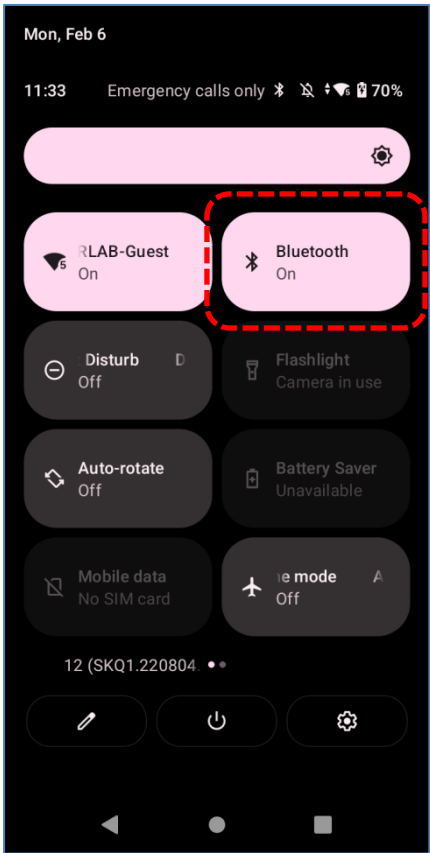 Mon, Feb 6
11:33 Emergency calls only 70%
RLAB-Guest
On
Bluetooth
On
Disturb D
Off
Flashlight
Camera in use
Auto-rotate
Off
Battery Saver
Unavailable
Mobile data
No SIM card
e mode A
Off
12 (SKQ1.220804.